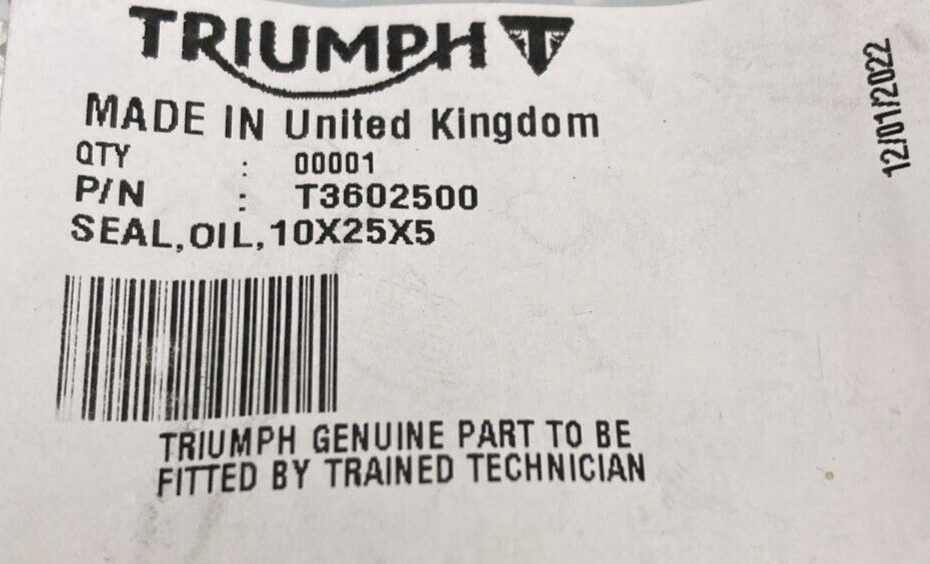 TRIUMPH T
MADE IN United Kingdom
QTY : 00001
P/N : T3602500
SEAL,OIL,10X25X5
TRIUMPH GENUINE PART TO BE
FITTED BY TRAINED TECHNICIAN
12/01/2022